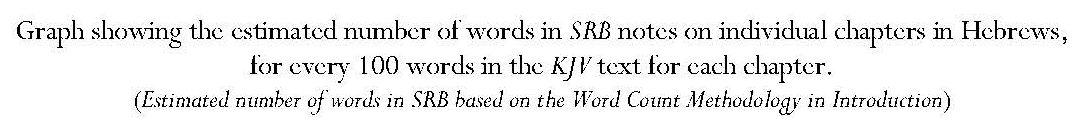 Graph showing the estimated number of words in SRB notes on individual chapters in Hebrews,
for every 100 words in the KJV text for each chapter.
(Estimated number of words in SRB based on the Word Count Methodology in Introduction)